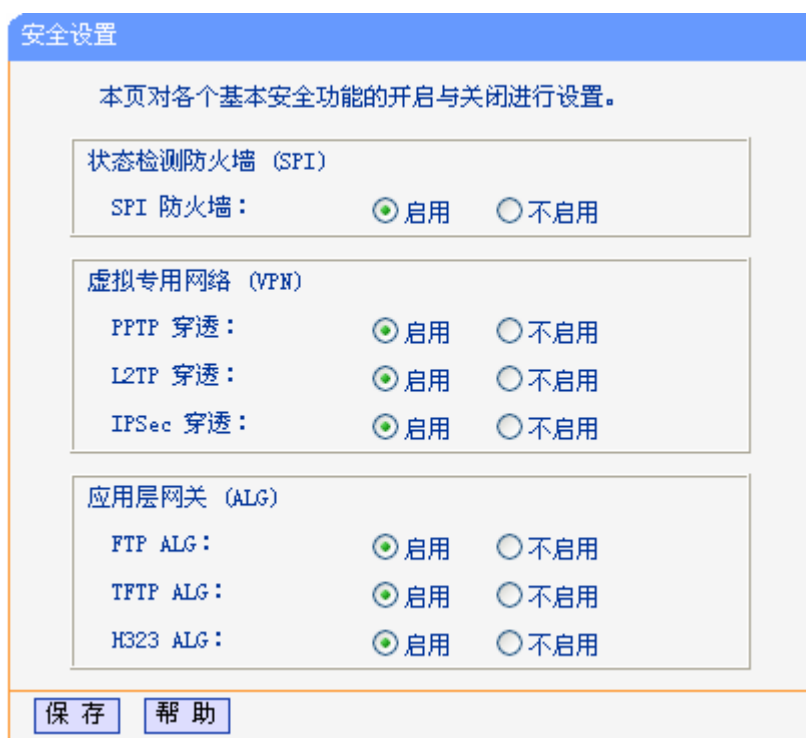 安全设置
本页对各个基本安全功能的开启与关闭进行设置。
状态检测防火墙 (SPI)
SPI 防火墙: 启用 不启用
虚拟专用网络 (VPN)
PPTP 穿透: 启用 不启用
L2TP 穿透: 启用 不启用
IPSec 穿透: 启用 不启用
应用层网关 (ALG)
FTP ALG: 启用 不启用
TFTP ALG: 启用 不启用
H323 ALG: 启用 不启用
保 存 帮 助